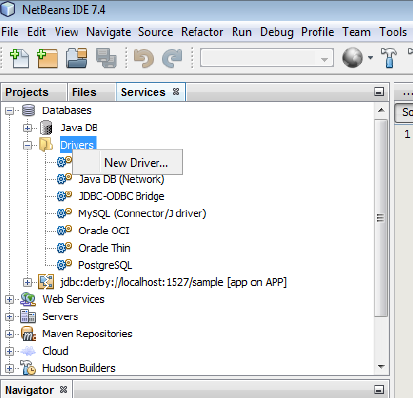 NetBeans IDE 7.4
File Edit View Navigate Source Refactor Run Debug Profile Team Tools
Projects Files Services
Databases
Java DB
Drivers
New Driver...
Java DB (Network)
JDBC-ODBC Bridge
MySQL (Connector/J driver)
Oracle OCI
Oracle Thin
PostgreSQL
jdbc:derby://localhost:1527/sample [app on APP]
Web Services
Servers
Maven Repositories
Cloud
Hudson Builders
Navigator
...
So
1